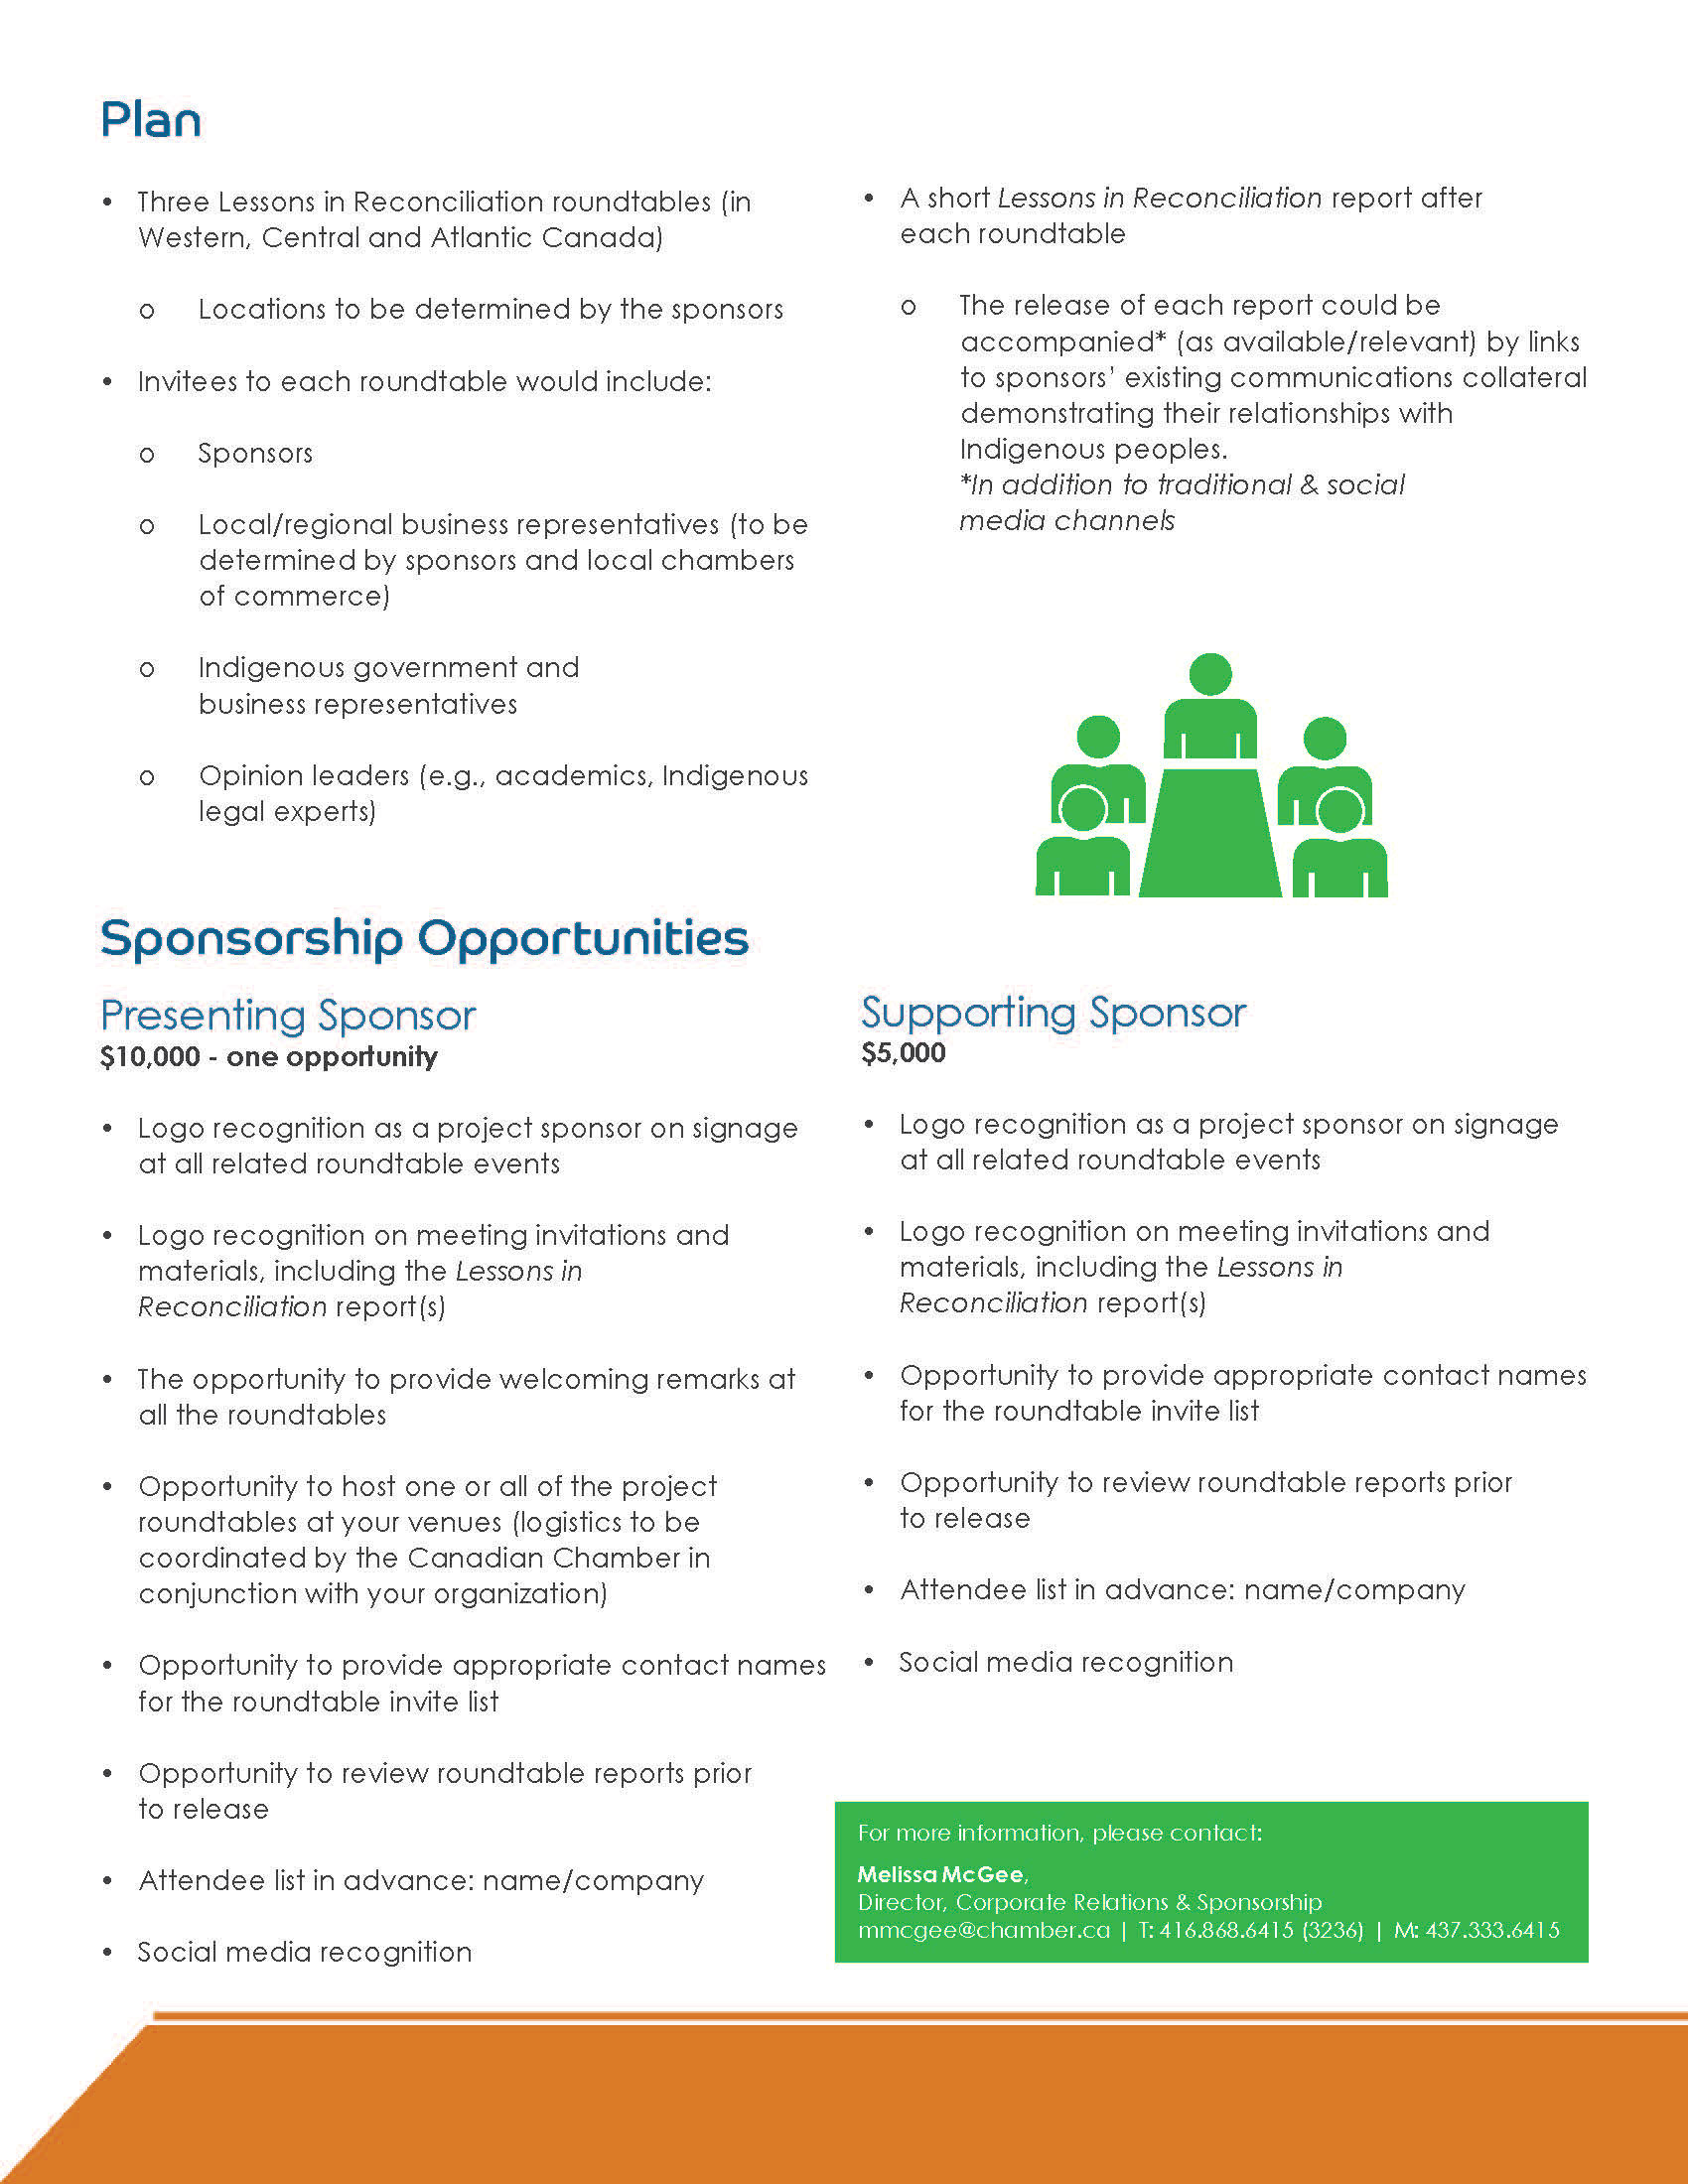 Plan
• Three Lessons in Reconciliation roundtables (in
Western, Central and Atlantic Canada)
o Locations to be determined by the sponsors
• Invitees to each roundtable would include:
o Sponsors
o Local/regional business representatives (to be
determined by sponsors and local chambers
of commerce)
o Indigenous government and
business representatives
o Opinion leaders (e.g., academics, Indigenous
legal experts)
• A short Lessons in Reconciliation report after
each roundtable
o The release of each report could be
accompanied* (as available/relevant) by links
to sponsors’ existing communications collateral
demonstrating their relationships with
Indigenous peoples.
*In addition to traditional & social
media channels
Sponsorship Opportunities
Presenting Sponsor
$10,000 - one opportunity
• Logo recognition as a project sponsor on signage
at all related roundtable events
• Logo recognition on meeting invitations and
materials, including the Lessons in
Reconciliation report(s)
• The opportunity to provide welcoming remarks at
all the roundtables
• Opportunity to host one or all of the project
roundtables at your venues (logistics to be
coordinated by the Canadian Chamber in
conjunction with your organization)
• Opportunity to provide appropriate contact names
for the roundtable invite list
• Opportunity to review roundtable reports prior
to release
• Attendee list in advance: name/company
• Social media recognition
Supporting Sponsor
$5,000
• Logo recognition as a project sponsor on signage
at all related roundtable events
• Logo recognition on meeting invitations and
materials, including the Lessons in
Reconciliation report(s)
• Opportunity to provide appropriate contact names
for the roundtable invite list
• Opportunity to review roundtable reports prior
to release
• Attendee list in advance: name/company
• Social media recognition
For more information, please contact:
Melissa McGee,
Director, Corporate Relations & Sponsorship
mmcgee@chamber.ca | T: 416.868.6415 (3236) | M: 437.333.6415